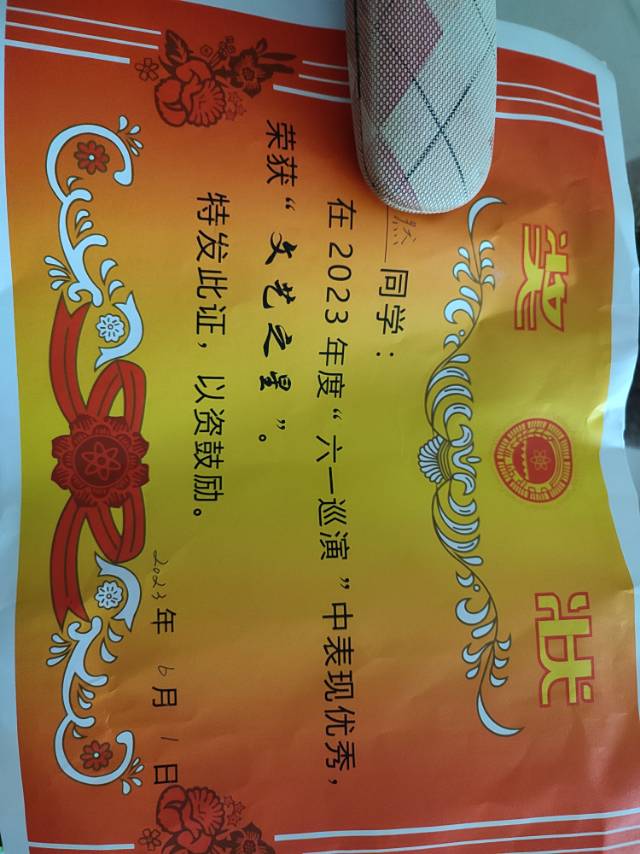 奖状
同学：
在2023年度“六一巡演”中表现优秀，
荣获“文艺之星”。
特发此证，以资鼓励。
2023年6月1日